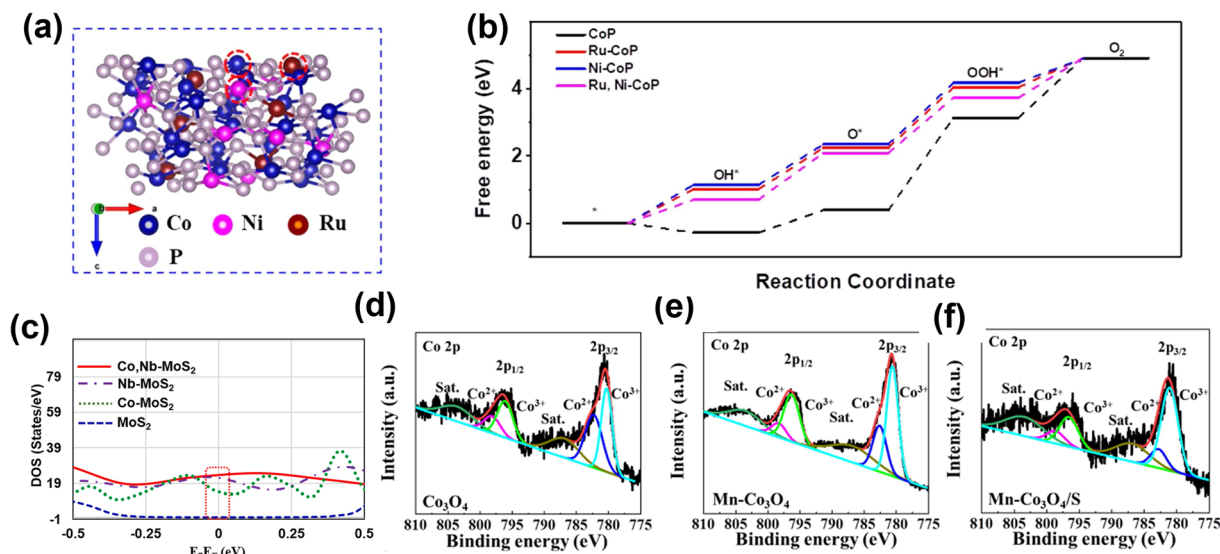 (a)
b
a
c
Co
Ni
Ru
P
(b)
Free energy (eV)
4
2
0
CoP
Ru-CoP
Ni-CoP
Ru, Ni-CoP
*
OH*
O*
OOH*
O₂
Reaction Coordinate
(c)
DOS (States/eV)
79
59
39
19
-1
Co,Nb-MoS₂
Nb-MoS₂
Co-MoS₂
MoS₂
-0.5
-0.25
0
0.25
0.5
(d)
Intensity (a.u.)
Co 2p
2p₃/₂
2p₁/₂
Sat.
Co²⁺
Co³⁺
Sat.
Co²⁺
Co³⁺
Co₃O₄
810 805 800 795 790 785 780 775
Binding energy (eV)
(e)
Intensity (a.u.)
Co 2p
2p₃/₂
2p₁/₂
Sat.
Co²⁺
Co³⁺
Sat.
Co²⁺
Co³⁺
Mn-Co₃O₄
810 805 800 795 790 785 780 775
Binding energy (eV)
(f)
Intensity (a.u.)
Co 2p
2p₃/₂
2p₁/₂
Sat.
Co²⁺
Co³⁺
Sat.
Co²⁺
Co³⁺
Mn-Co₃O₄/S
810 805 800 795 790 785 780 775
Binding energy (eV)